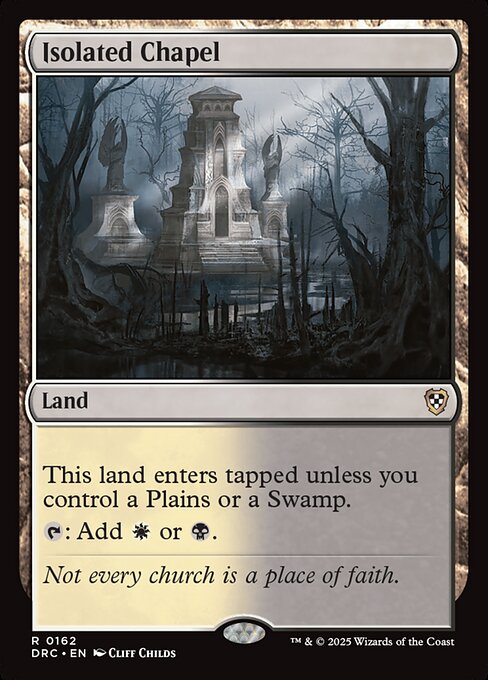 Isolated Chapel
Land
This land enters tapped unless you
control a Plains or a Swamp.
: Add or .
Not every church is a place of faith.
R 0162
DRC • EN Cliff Childs
™ & © 2025 Wizards of the Coast